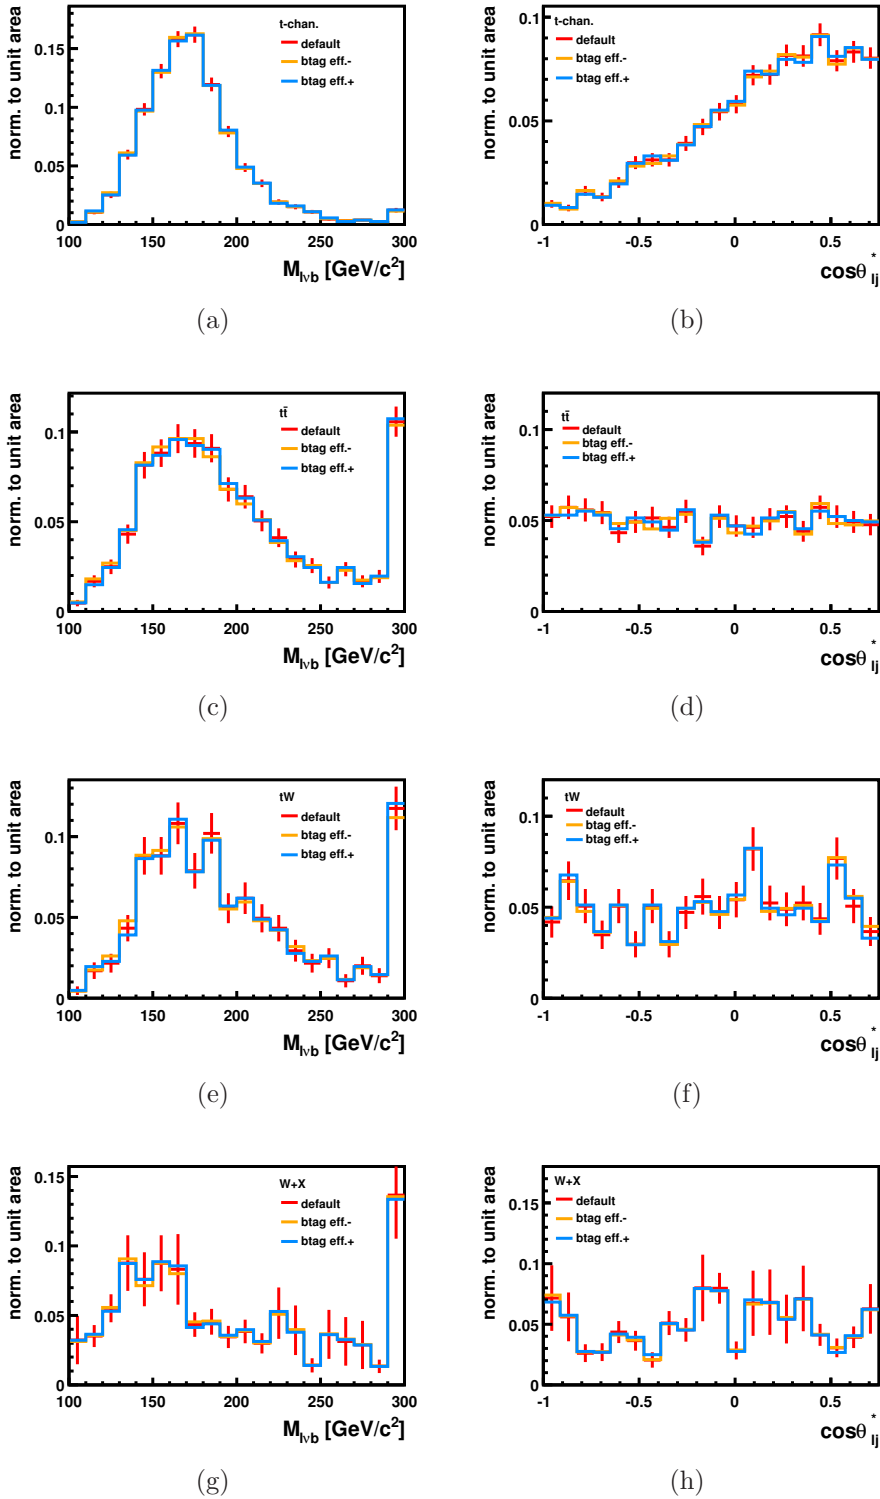 norm. to unit area
0.15
0.1
0.05
0
t-chan.
default
btag eff.-
btag eff.+
100 150 200 250 300
M_lνb [GeV/c²]
(a)
norm. to unit area
0.1
0.05
0
t-chan.
default
btag eff.-
btag eff.+
-1 -0.5 0 0.5
cosθ*_lj
(b)
norm. to unit area
0.1
0.05
0
tt̄
default
btag eff.-
btag eff.+
100 150 200 250 300
M_lνb [GeV/c²]
(c)
norm. to unit area
0.1
0.05
0
tt̄
default
btag eff.-
btag eff.+
-1 -0.5 0 0.5
cosθ*_lj
(d)
norm. to unit area
0.1
0.05
0
tW
default
btag eff.-
btag eff.+
100 150 200 250 300
M_lνb [GeV/c²]
(e)
norm. to unit area
0.1
0.05
0
tW
default
btag eff.-
btag eff.+
-1 -0.5 0 0.5
cosθ*_lj
(f)
norm. to unit area
0.15
0.1
0.05
0
W+X
default
btag eff.-
btag eff.+
100 150 200 250 300
M_lνb [GeV/c²]
(g)
norm. to unit area
0.15
0.1
0.05
0
W+X
default
btag eff.-
btag eff.+
-1 -0.5 0 0.5
cosθ*_lj
(h)